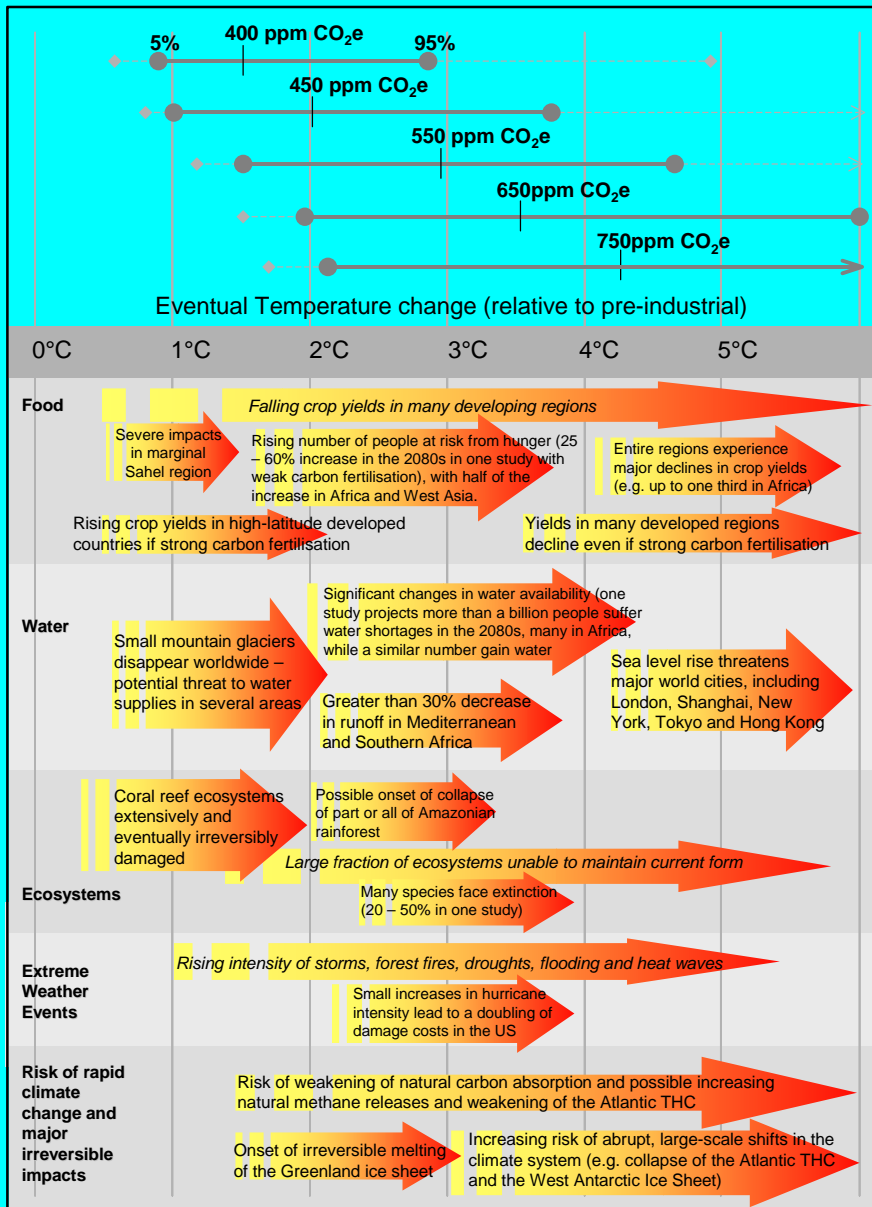 5% 400 ppm CO₂e 95%
450 ppm CO₂e
550 ppm CO₂e
650ppm CO₂e
750ppm CO₂e
Eventual Temperature change (relative to pre-industrial)
0°C 1°C 2°C 3°C 4°C 5°C
Food
Falling crop yields in many developing regions
Severe impacts
in marginal
Sahel region
Rising number of people at risk from hunger (25
– 60% increase in the 2080s in one study with
weak carbon fertilisation), with half of the
increase in Africa and West Asia.
Entire regions experience
major declines in crop yields
(e.g. up to one third in Africa)
Rising crop yields in high-latitude developed
countries if strong carbon fertilisation
Yields in many developed regions
decline even if strong carbon fertilisation
Water
Small mountain glaciers
disappear worldwide –
potential threat to water
supplies in several areas
Significant changes in water availability (one
study projects more than a billion people suffer
water shortages in the 2080s, many in Africa,
while a similar number gain water
Greater than 30% decrease
in runoff in Mediterranean
and Southern Africa
Sea level rise threatens
major world cities, including
London, Shanghai, New
York, Tokyo and Hong Kong
Ecosystems
Coral reef ecosystems
extensively and
eventually irreversibly
damaged
Possible onset of collapse
of part or all of Amazonian
rainforest
Large fraction of ecosystems unable to maintain current form
Many species face extinction
(20 – 50% in one study)
Extreme
Weather
Events
Rising intensity of storms, forest fires, droughts, flooding and heat waves
Small increases in hurricane
intensity lead to a doubling of
damage costs in the US
Risk of rapid
climate
change and
major
irreversible
impacts
Risk of weakening of natural carbon absorption and possible increasing
natural methane releases and weakening of the Atlantic THC
Onset of irreversible melting
of the Greenland ice sheet
Increasing risk of abrupt, large-scale shifts in the
climate system (e.g. collapse of the Atlantic THC
and the West Antarctic Ice Sheet)